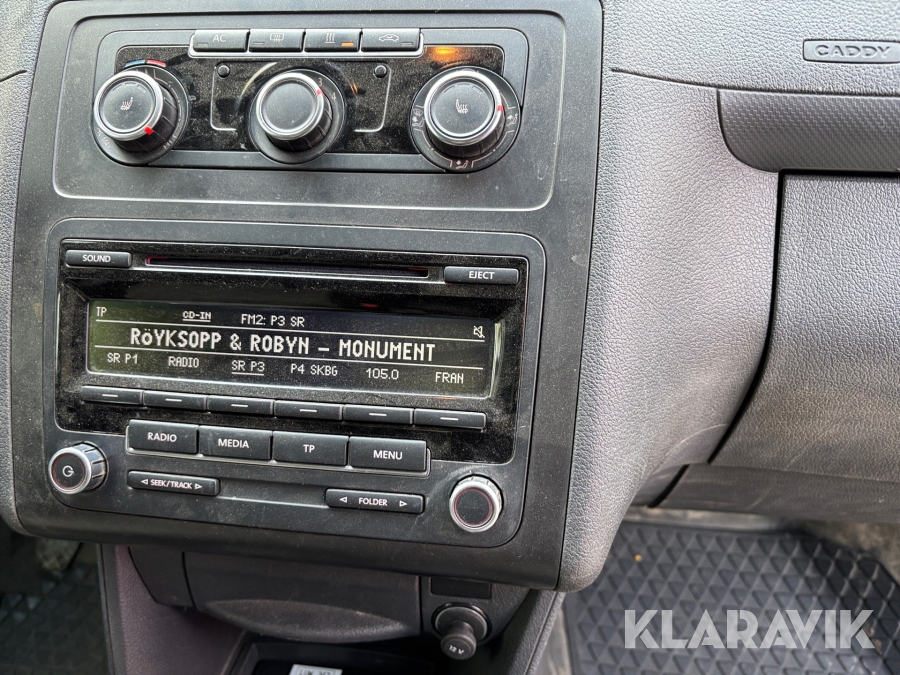 AC
CADDY
SOUND
EJECT
TP CD-IN FM2: P3 SR
RöYKSOPP & ROBYN – MONUMENT
SR P1 RADIO SR P3 P4 SKBG 105.0 FRAN
RADIO MEDIA TP MENU
SEEK/TRACK
FOLDER
12 V
KLARAVIK